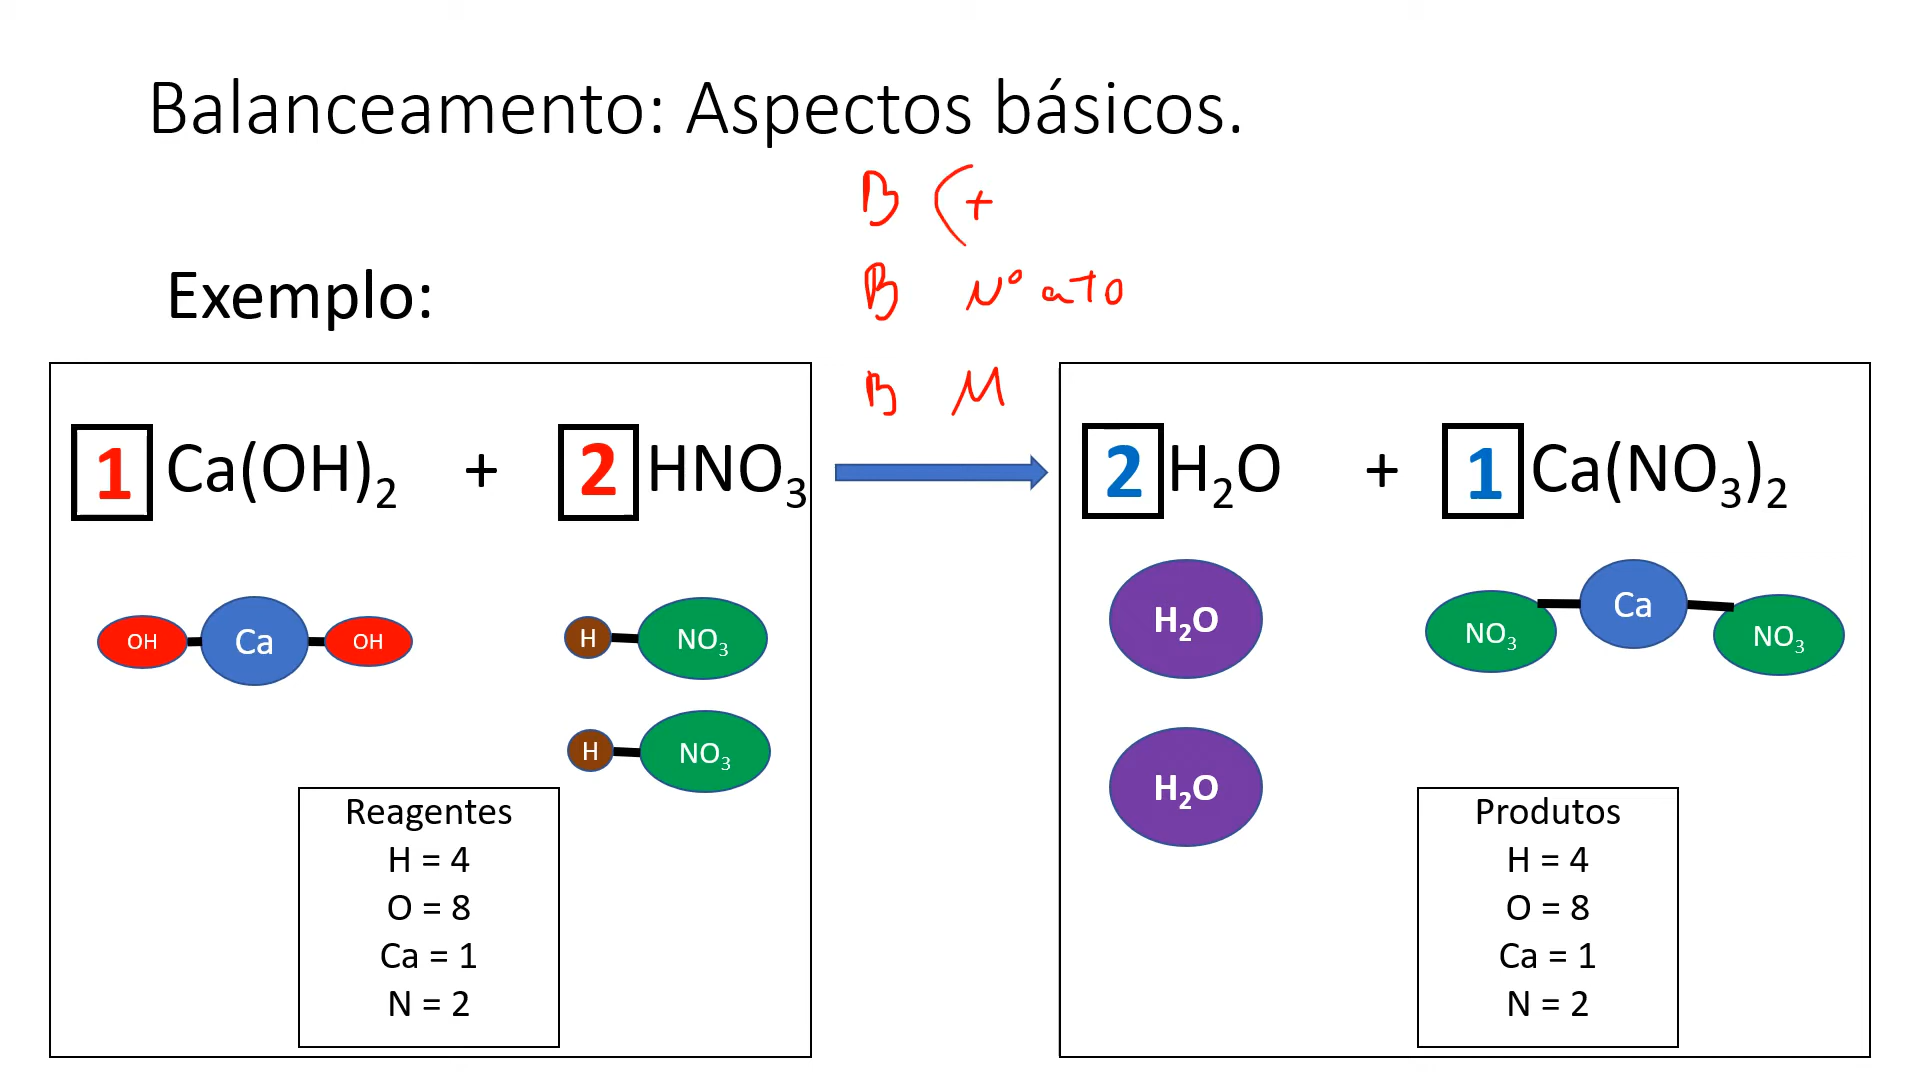 Balanceamento: Aspectos básicos.
B (+
Exemplo:
B Nº ato
B M
1 Ca(OH)₂ + 2 HNO₃
2 H₂O + 1 Ca(NO₃)₂
OH Ca OH
H NO₃
H NO₃
H₂O
H₂O
NO₃ Ca NO₃
Reagentes
H = 4
O = 8
Ca = 1
N = 2
Produtos
H = 4
O = 8
Ca = 1
N = 2